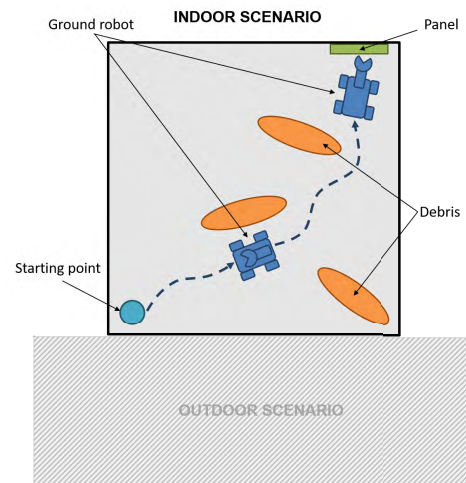 INDOOR SCENARIO
Ground robot
Panel
Debris
Starting point
OUTDOOR SCENARIO